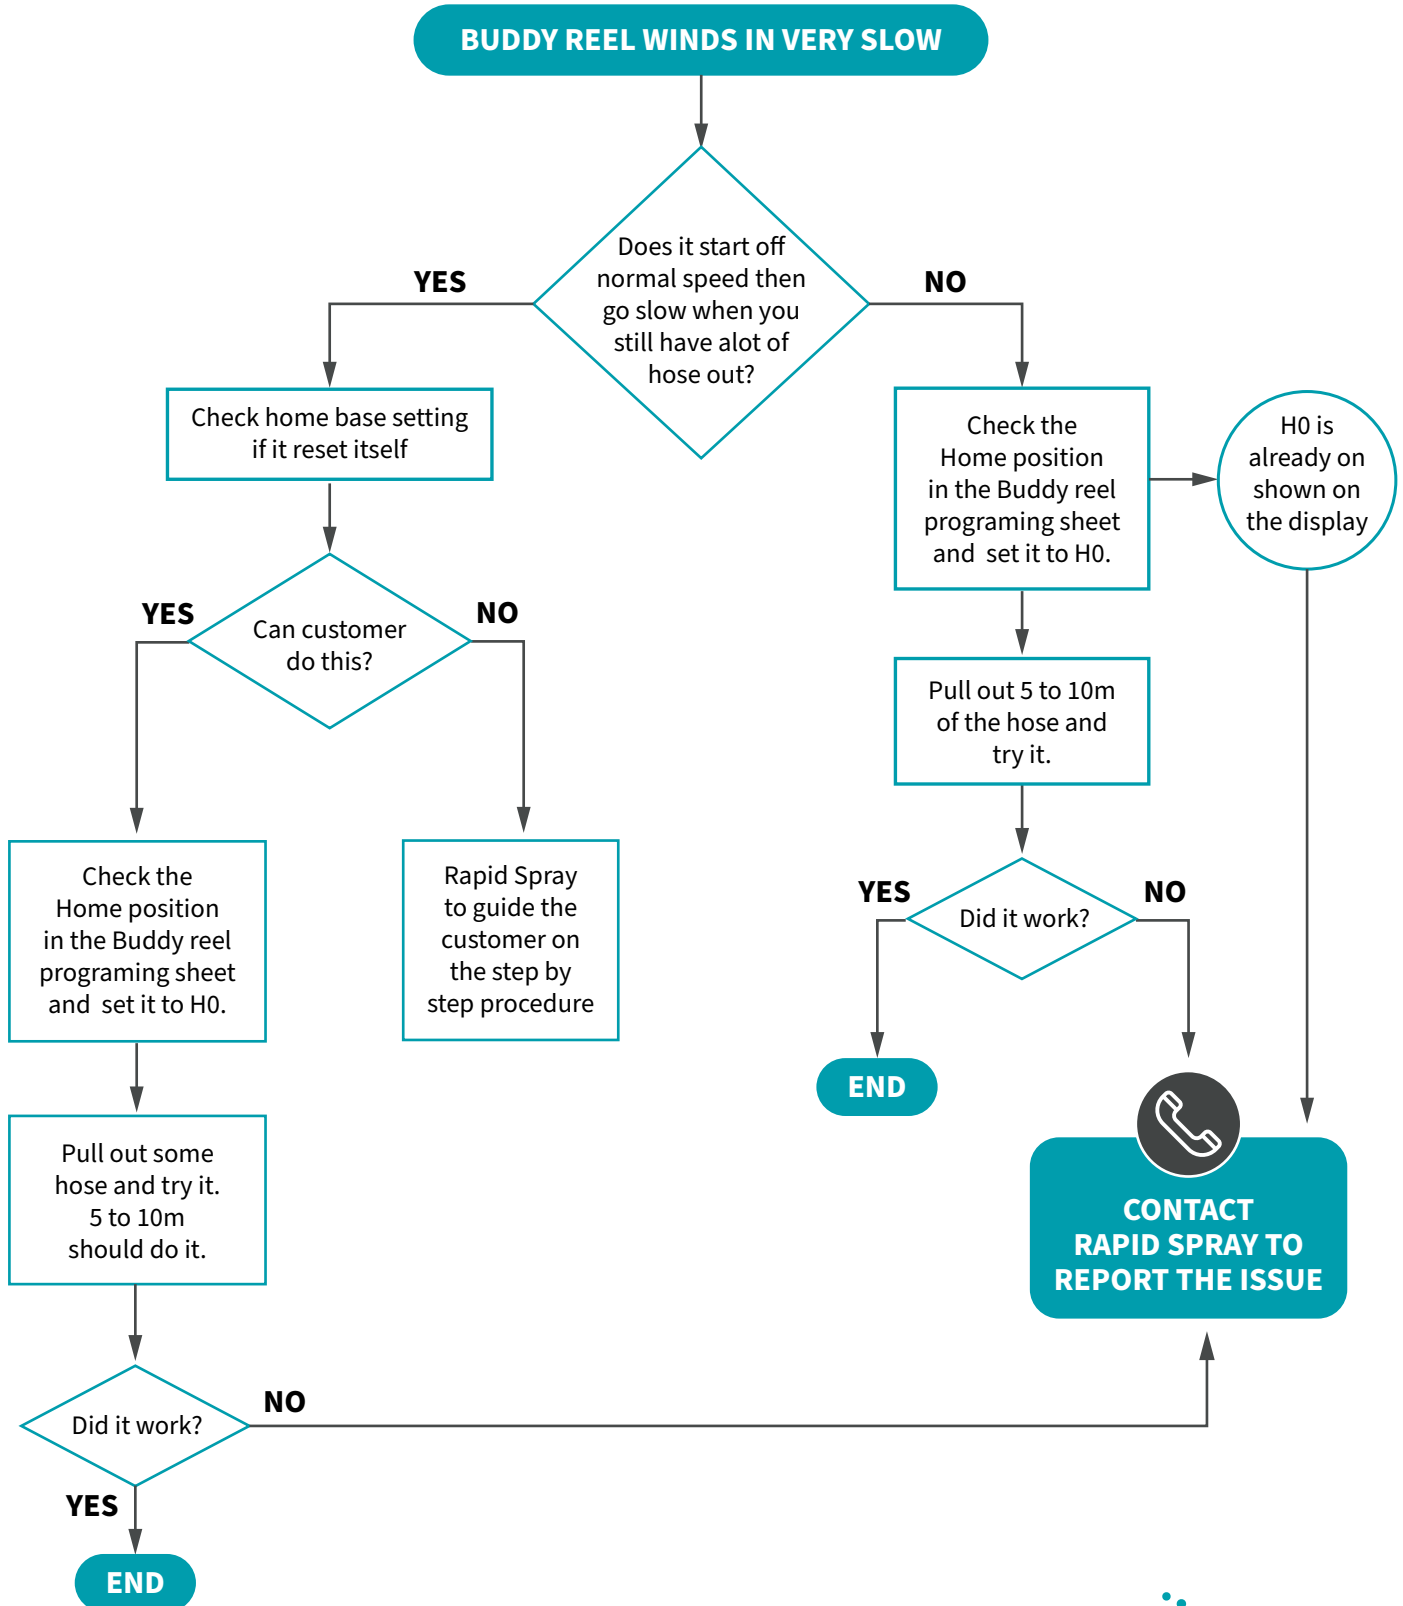 BUDDY REEL WINDS IN VERY SLOW
Does it start off
normal speed then
go slow when you
still have alot of
hose out?
YES
NO
Check home base setting
if it reset itself
Check the
Home position
in the Buddy reel
programing sheet
and set it to H0.
H0 is
already on
shown on
the display
Can customer
do this?
YES
NO
Pull out 5 to 10m
of the hose and
try it.
Check the
Home position
in the Buddy reel
programing sheet
and set it to H0.
Rapid Spray
to guide the
customer on
the step by
step procedure
Did it work?
YES
NO
END
Pull out some
hose and try it.
5 to 10m
should do it.
CONTACT
RAPID SPRAY TO
REPORT THE ISSUE
Did it work?
NO
YES
END